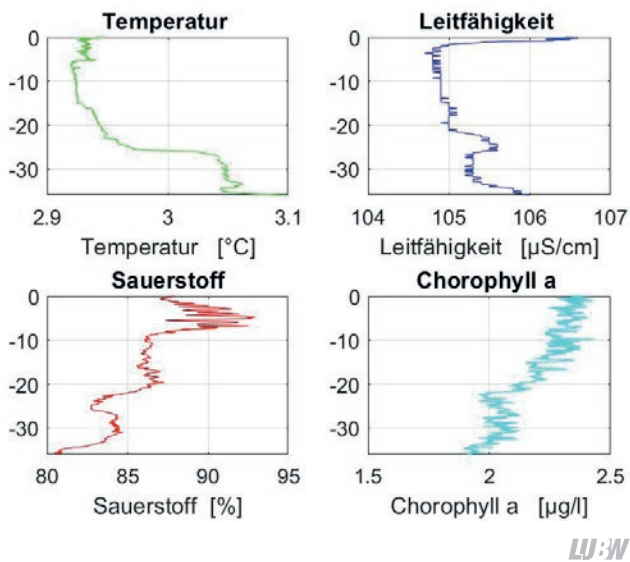 Temperatur
0
-10
-20
-30
2.9 3 3.1
Temperatur [°C]
Leitfähigkeit
0
-10
-20
-30
104 105 106 107
Leitfähigkeit [µS/cm]
Sauerstoff
0
-10
-20
-30
80 85 90 95
Sauerstoff [%]
Chorophyll a
0
-10
-20
-30
1.5 2 2.5
Chorophyll a [µg/l]
LUBW